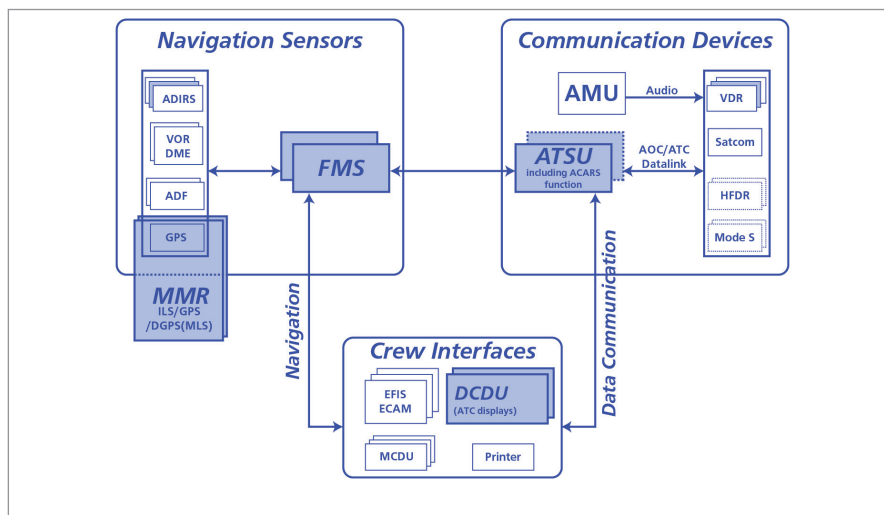 Navigation Sensors
ADIRS
VOR
DME
ADF
GPS
MMR
ILS/GPS
/DGPS(MLS)
FMS
Communication Devices
AMU
Audio
VDR
ATSU
including ACARS
function
AOC/ATC
Datalink
Satcom
HFDR
Mode S
Navigation
Data Communication
Crew Interfaces
EFIS
ECAM
DCDU
(ATC displays)
MCDU
Printer